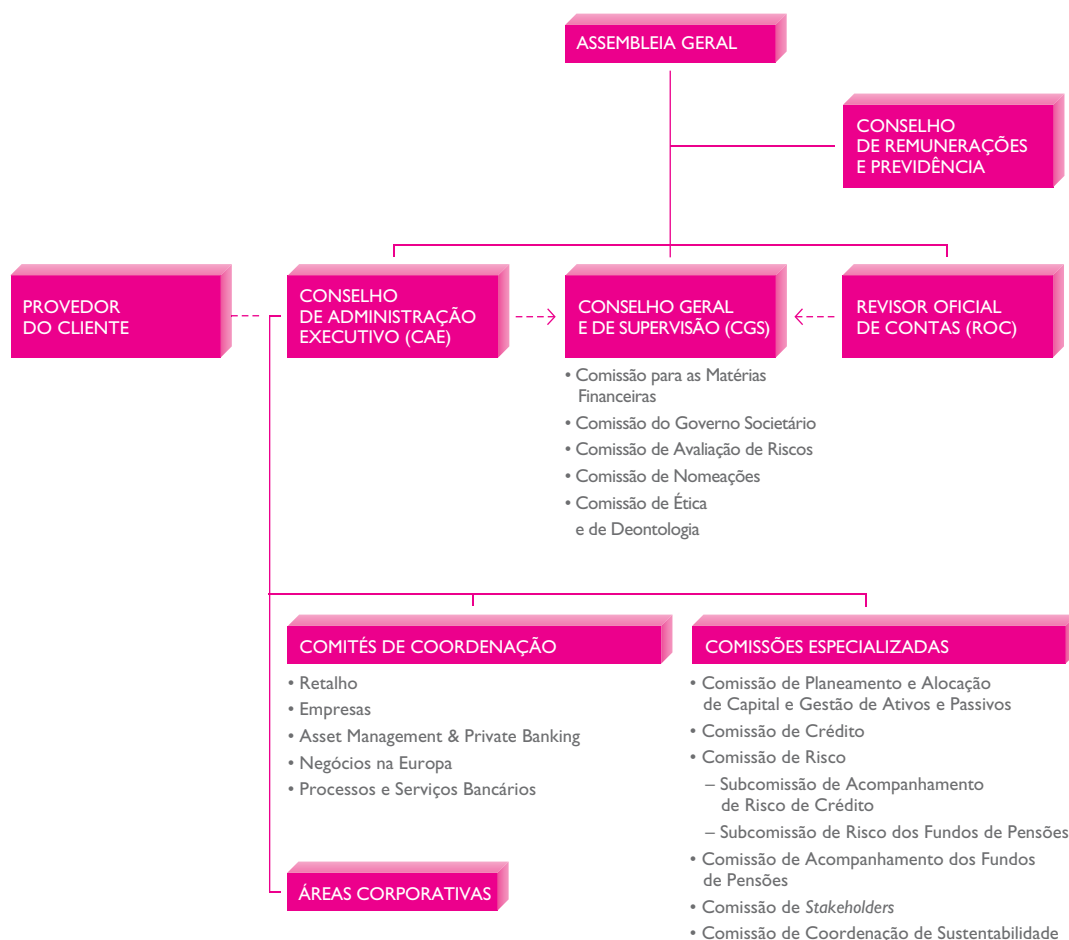 ASSEMBLEIA GERAL
CONSELHO
DE REMUNERAÇÕES
E PREVIDÊNCIA
PROVEDOR
DO CLIENTE
CONSELHO
DE ADMINISTRAÇÃO
EXECUTIVO (CAE)
CONSELHO GERAL
E DE SUPERVISÃO (CGS)
REVISOR OFICIAL
DE CONTAS (ROC)
• Comissão para as Matérias
Financeiras
• Comissão do Governo Societário
• Comissão de Avaliação de Riscos
• Comissão de Nomeações
• Comissão de Ética
e de Deontologia
COMITÉS DE COORDENAÇÃO
• Retalho
• Empresas
• Asset Management & Private Banking
• Negócios na Europa
• Processos e Serviços Bancários
COMISSÕES ESPECIALIZADAS
• Comissão de Planeamento e Alocação
de Capital e Gestão de Ativos e Passivos
• Comissão de Crédito
• Comissão de Risco
– Subcomissão de Acompanhamento
de Risco de Crédito
– Subcomissão de Risco dos Fundos de Pensões
• Comissão de Acompanhamento dos Fundos
de Pensões
• Comissão de Stakeholders
• Comissão de Coordenação de Sustentabilidade
ÁREAS CORPORATIVAS